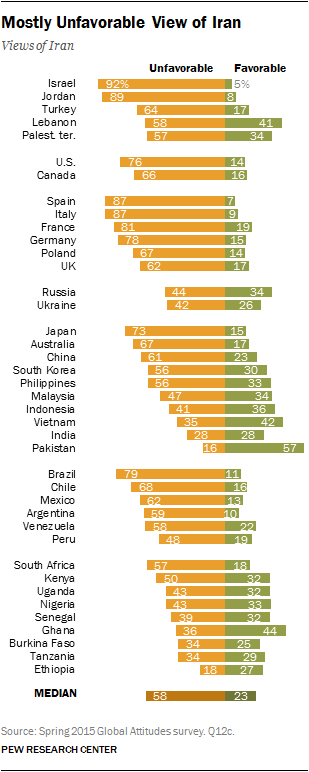 Mostly Unfavorable View of Iran
Views of Iran
Unfavorable Favorable
Israel 92% 5%
Jordan 89 8
Turkey 64 17
Lebanon 58 41
Palest. ter. 57 34
U.S. 76 14
Canada 66 16
Spain 87 7
Italy 87 9
France 81 19
Germany 78 15
Poland 67 14
UK 62 17
Russia 44 34
Ukraine 42 26
Japan 73 15
Australia 67 17
China 61 23
South Korea 56 30
Philippines 56 33
Malaysia 47 34
Indonesia 41 36
Vietnam 35 42
India 28 28
Pakistan 16 57
Brazil 79 11
Chile 68 16
Mexico 62 13
Argentina 59 10
Venezuela 58 22
Peru 48 19
South Africa 57 18
Kenya 50 32
Uganda 43 32
Nigeria 43 33
Senegal 39 32
Ghana 36 44
Burkina Faso 34 25
Tanzania 34 29
Ethiopia 18 27
MEDIAN 58 23
Source: Spring 2015 Global Attitudes survey. Q12c.
PEW RESEARCH CENTER